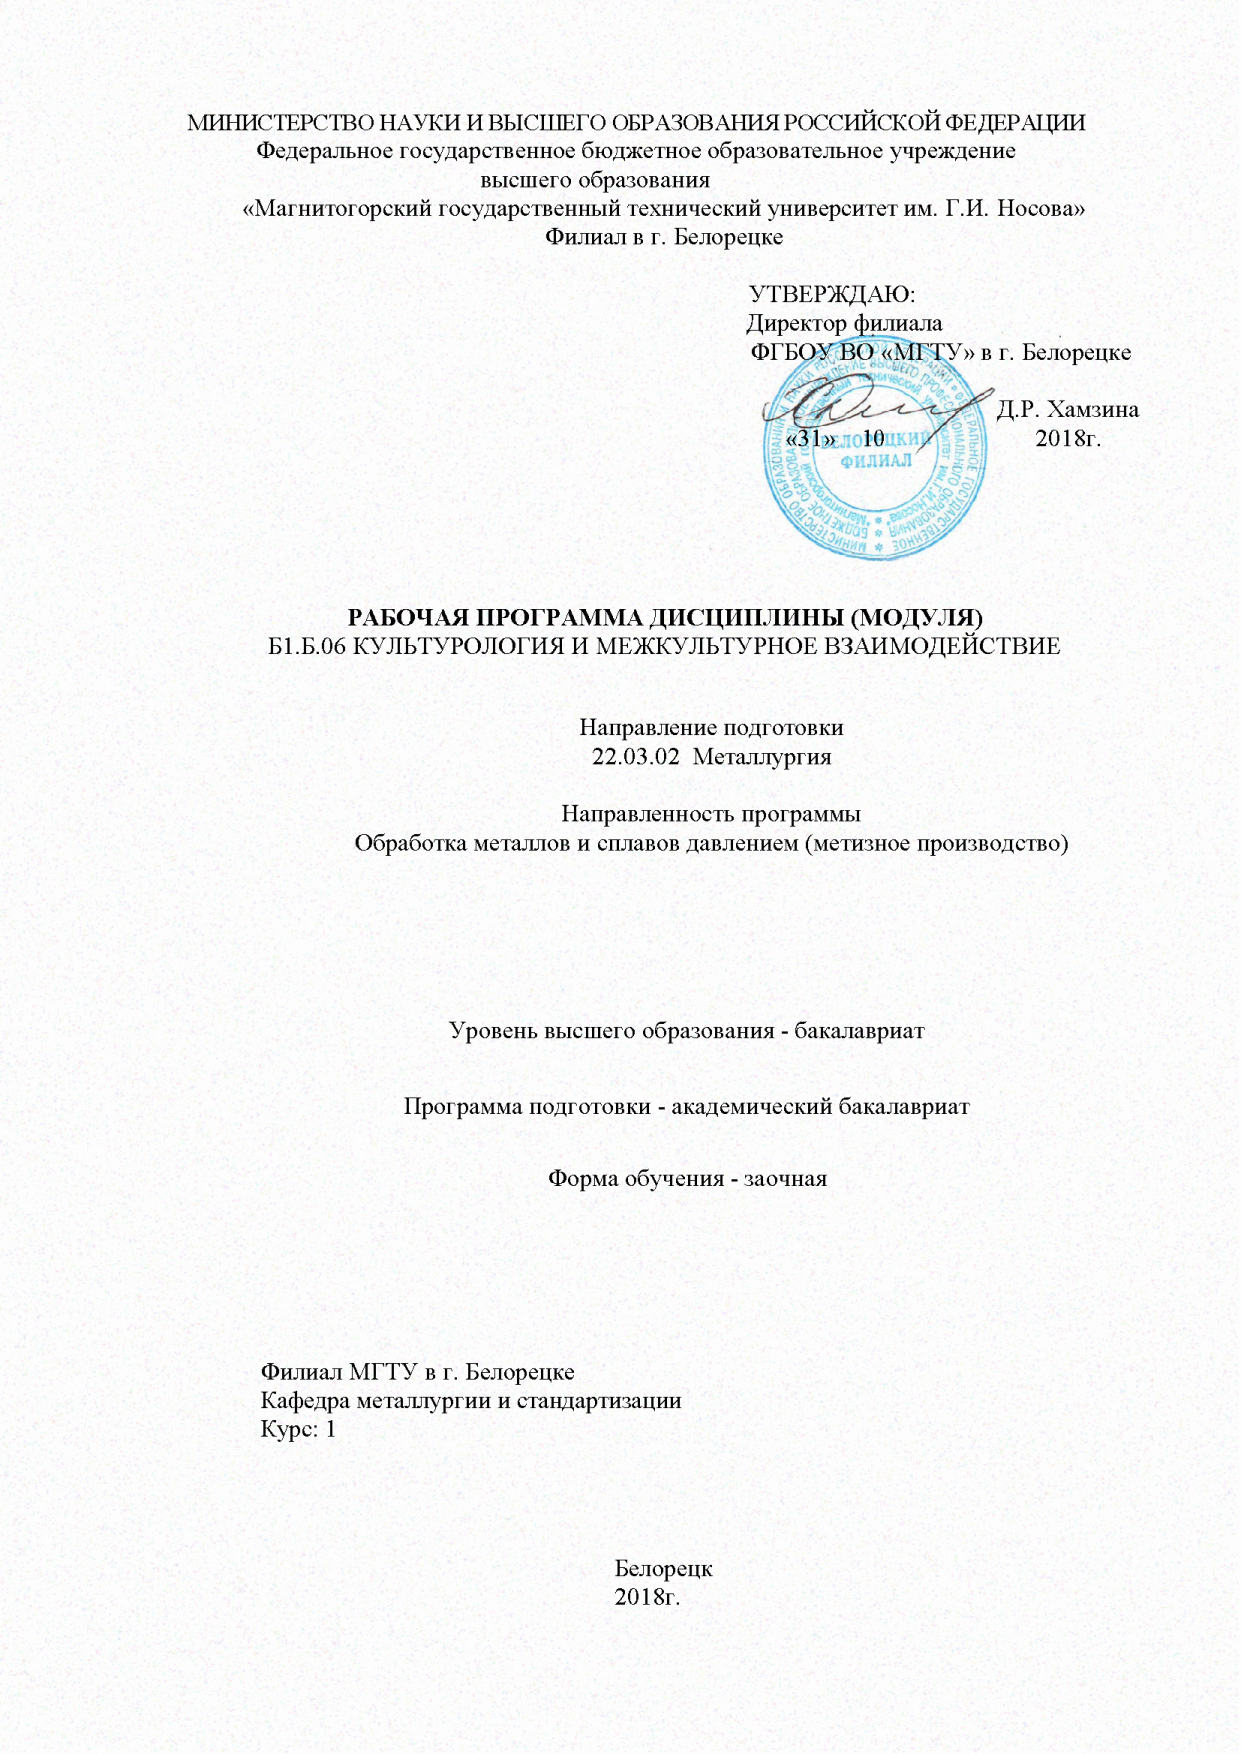 МИНИСТЕРСТВО НАУКИ И ВЫСШЕГО ОБРАЗОВАНИЯ РОССИЙСКОЙ ФЕДЕРАЦИИ
Федеральное государственное бюджетное образовательное учреждение
высшего образования
«Магнитогорский государственный технический университет им. Г.И. Носова»
Филиал в г. Белорецке
УТВЕРЖДАЮ:
Директор филиала
ФГБОУ ВО «МГТУ» в г. Белорецке
Д.Р. Хамзина
«31» 10 2018г.
БЕЛОРЕЦКИЙ
ФИЛИАЛ
РАБОЧАЯ ПРОГРАММА ДИСЦИПЛИНЫ (МОДУЛЯ)
Б1.Б.06 КУЛЬТУРОЛОГИЯ И МЕЖКУЛЬТУРНОЕ ВЗАИМОДЕЙСТВИЕ
Направление подготовки
22.03.02 Металлургия
Направленность программы
Обработка металлов и сплавов давлением (метизное производство)
Уровень высшего образования - бакалавриат
Программа подготовки - академический бакалавриат
Форма обучения - заочная
Филиал МГТУ в г. Белорецке
Кафедра металлургии и стандартизации
Курс: 1
Белорецк
2018г.